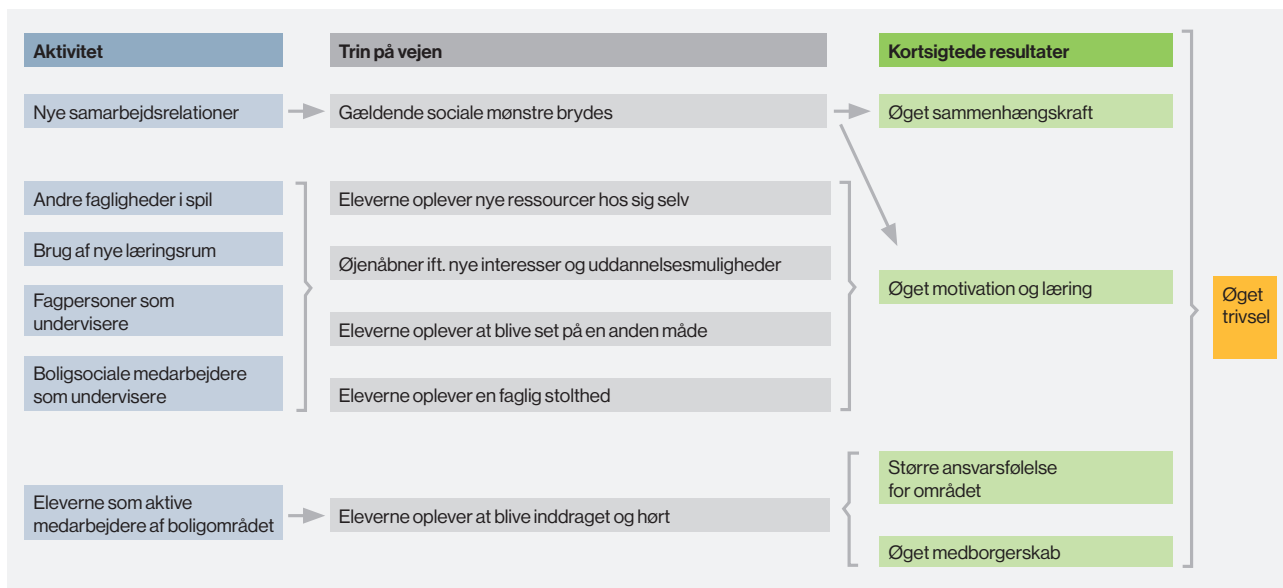 Aktivitet
Trin på vejen
Kortsigtede resultater
Nye samarbejdsrelationer
Gældende sociale mønstre brydes
Øget sammenhængskraft
Andre fagligheder i spil
Brug af nye læringsrum
Fagpersoner som
undervisere
Boligsociale medarbejdere
som undervisere
Eleverne oplever nye ressourcer hos sig selv
Øjenåbner ift. nye interesser og uddannelsesmuligheder
Eleverne oplever at blive set på en anden måde
Eleverne oplever en faglig stolthed
Øget motivation og læring
Eleverne som aktive
medarbejdere af boligområdet
Eleverne oplever at blive inddraget og hørt
Større ansvarsfølelse
for området
Øget medborgerskab
Øget
trivsel